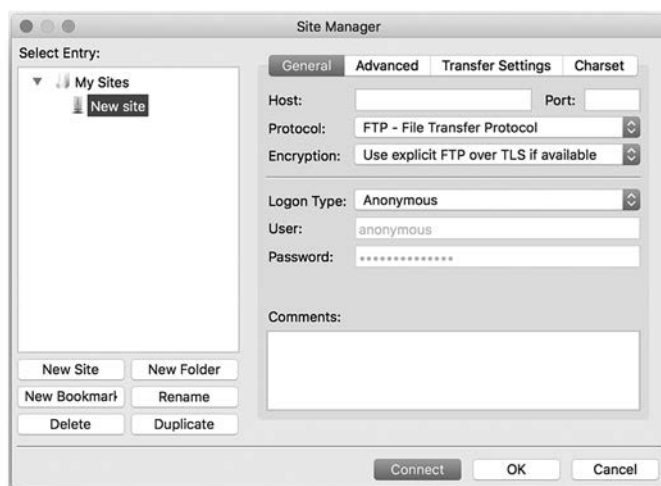 Site Manager
Select Entry:
My Sites
New site
New Site
New Folder
New Bookmark
Rename
Delete
Duplicate
General
Advanced
Transfer Settings
Charset
Host:
Port:
Protocol:
FTP - File Transfer Protocol
Encryption:
Use explicit FTP over TLS if available
Logon Type:
Anonymous
User:
anonymous
Password:
••••••••••••••
Comments:
Connect
OK
Cancel